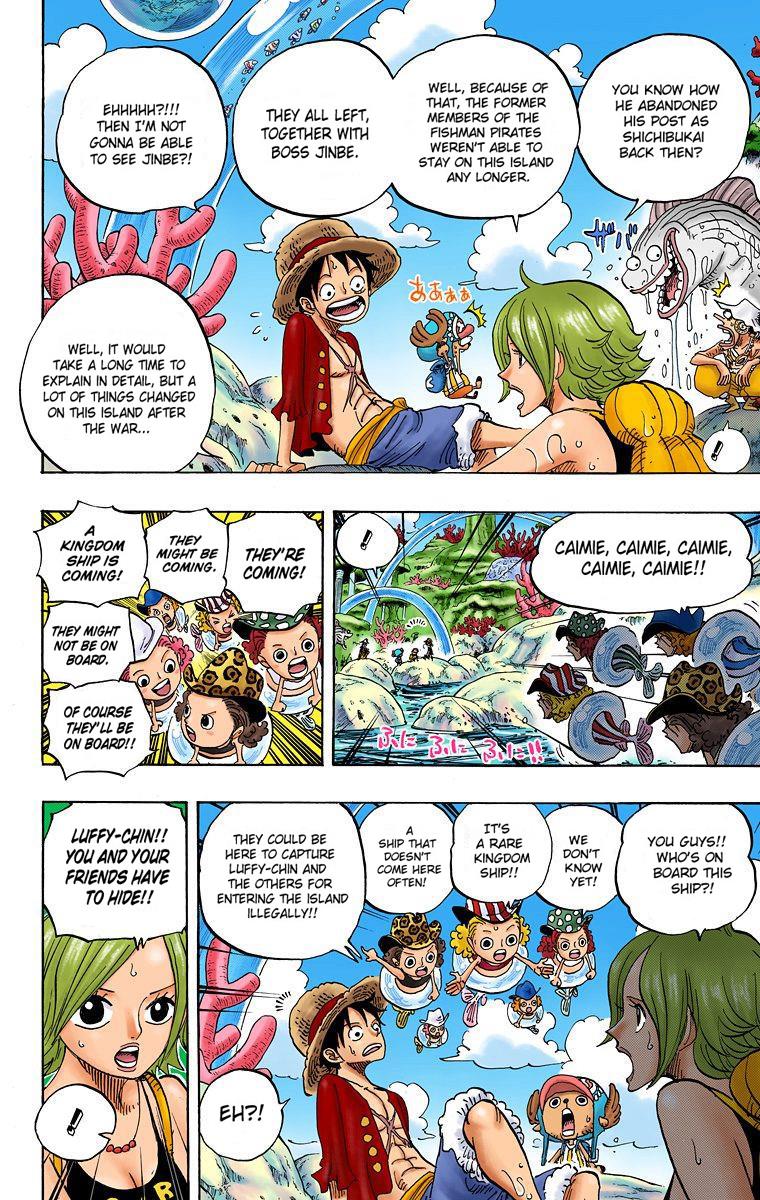 YOU KNOW HOW
HE ABANDONED
HIS POST AS
SHICHIBUKAI
BACK THEN?
WELL, BECAUSE OF
THAT, THE FORMER
MEMBERS OF THE
FISHMAN PIRATES
WEREN'T ABLE TO
STAY ON THIS ISLAND
ANY LONGER.
THEY ALL LEFT,
TOGETHER WITH
BOSS JINBE.
EHHHHH?!!!
THEN I'M NOT
GONNA BE ABLE
TO SEE JINBE?!
ザバ
ああぁぁ
WELL, IT WOULD
TAKE A LONG TIME TO
EXPLAIN IN DETAIL, BUT A
LOT OF THINGS CHANGED
ON THIS ISLAND AFTER
THE WAR...
!
CAIMIE, CAIMIE, CAIMIE,
CAIMIE, CAIMIE!!
!
ふに ふに ふに!!
THEY'RE
COMING!
THEY
MIGHT BE
COMING.
A
KINGDOM
SHIP IS
COMING!
THEY MIGHT
NOT BE ON
BOARD.
OF COURSE
THEY'LL BE
ON BOARD!!
YOU GUYS!!
WHO'S ON
BOARD THIS
SHIP?!
WE
DON'T
KNOW
YET!
IT'S
A RARE
KINGDOM
SHIP!!
A
SHIP THAT
DOESN'T
COME HERE
OFTEN!
THEY COULD BE
HERE TO CAPTURE
LUFFY-CHIN AND
THE OTHERS FOR
ENTERING THE ISLAND
ILLEGALLY!!
EH?!
LUFFY-CHIN!!
YOU AND YOUR
FRIENDS HAVE
TO HIDE!!
!